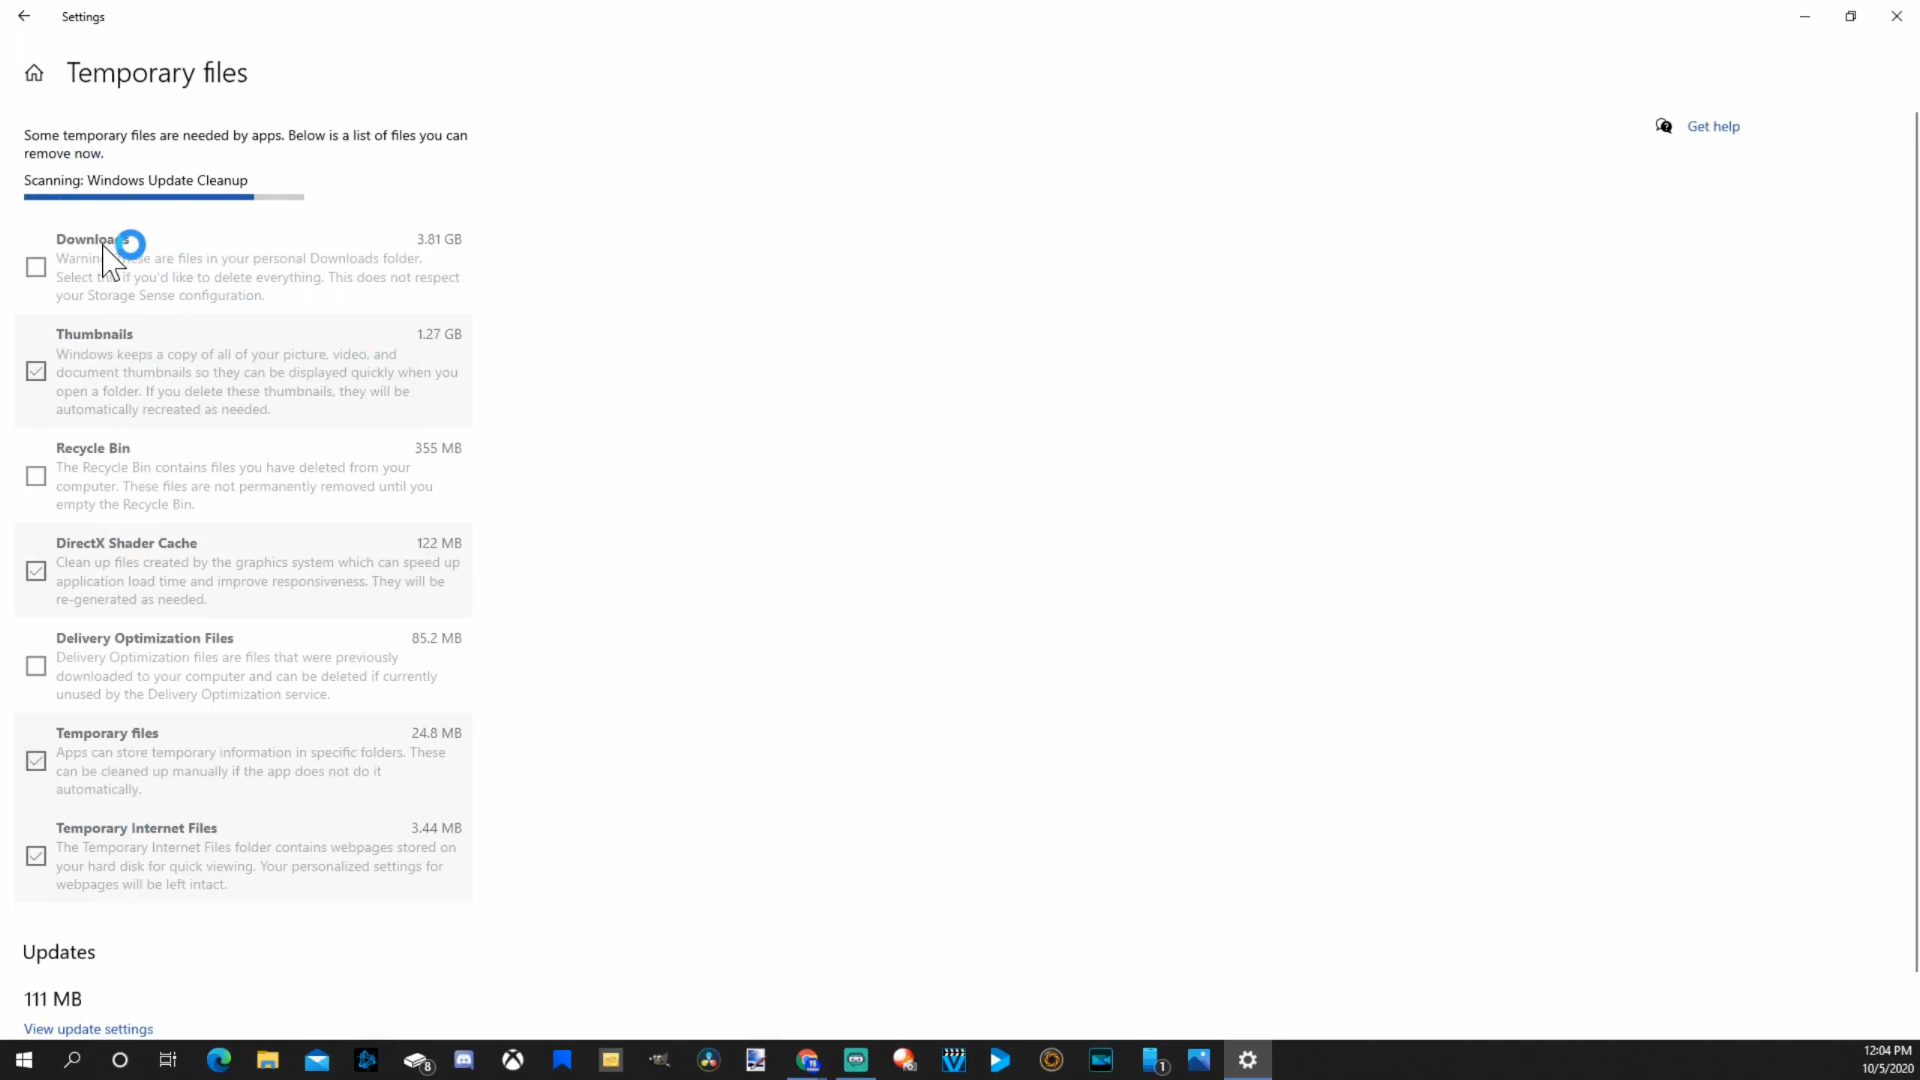 Settings
Temporary files
Some temporary files are needed by apps. Below is a list of files you can
remove now.
Get help
Scanning: Windows Update Cleanup
Downloads 3.81 GB
Warning: These are files in your personal Downloads folder.
Select this if you'd like to delete everything. This does not respect
your Storage Sense configuration.
Thumbnails 1.27 GB
Windows keeps a copy of all of your picture, video, and
document thumbnails so they can be displayed quickly when you
open a folder. If you delete these thumbnails, they will be
automatically recreated as needed.
Recycle Bin 355 MB
The Recycle Bin contains files you have deleted from your
computer. These files are not permanently removed until you
empty the Recycle Bin.
DirectX Shader Cache 122 MB
Clean up files created by the graphics system which can speed up
application load time and improve responsiveness. They will be
re-generated as needed.
Delivery Optimization Files 85.2 MB
Delivery Optimization files are files that were previously
downloaded to your computer and can be deleted if currently
unused by the Delivery Optimization service.
Temporary files 24.8 MB
Apps can store temporary information in specific folders. These
can be cleaned up manually if the app does not do it
automatically.
Temporary Internet Files 3.44 MB
The Temporary Internet Files folder contains webpages stored on
your hard disk for quick viewing. Your personalized settings for
webpages will be left intact.
Updates
111 MB
View update settings
8
1
12:04 PM
10/5/2020